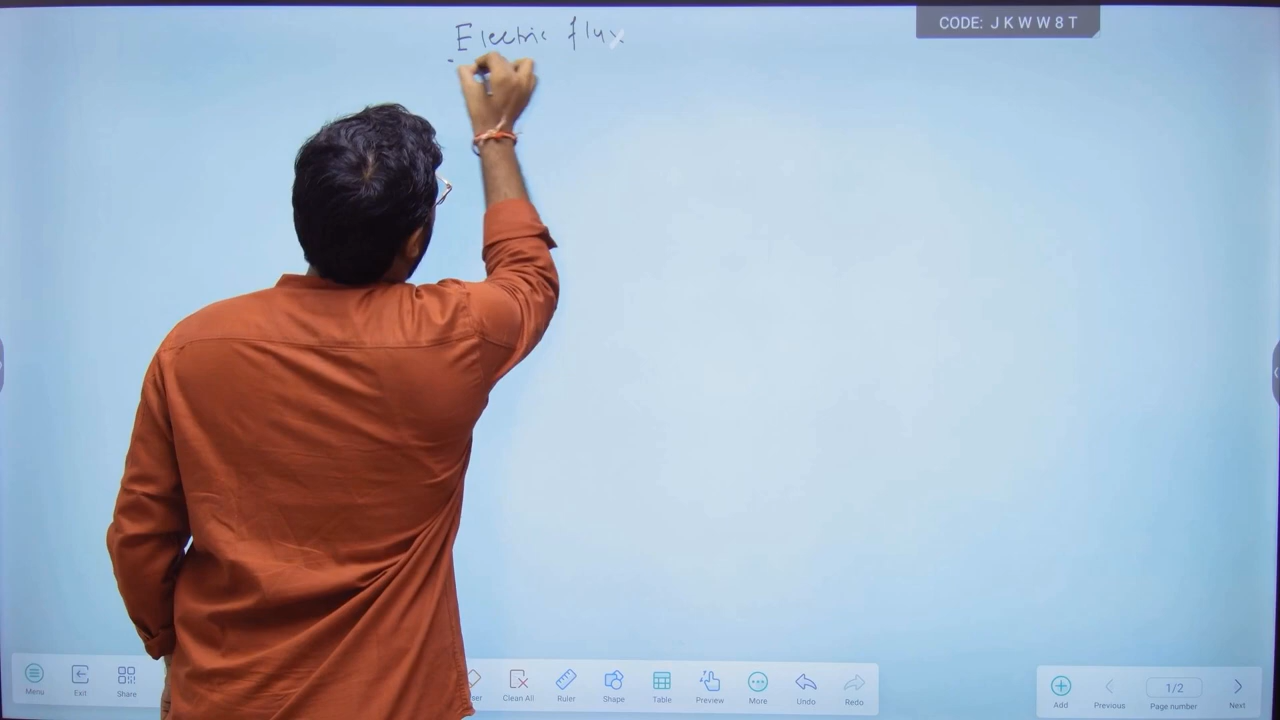 Electric flux
CODE: JKWW8T
Menu
Exit
Share
Clean All
Ruler
Shape
Table
Preview
More
Undo
Redo
Add
Previous
1/2
Page number
Next